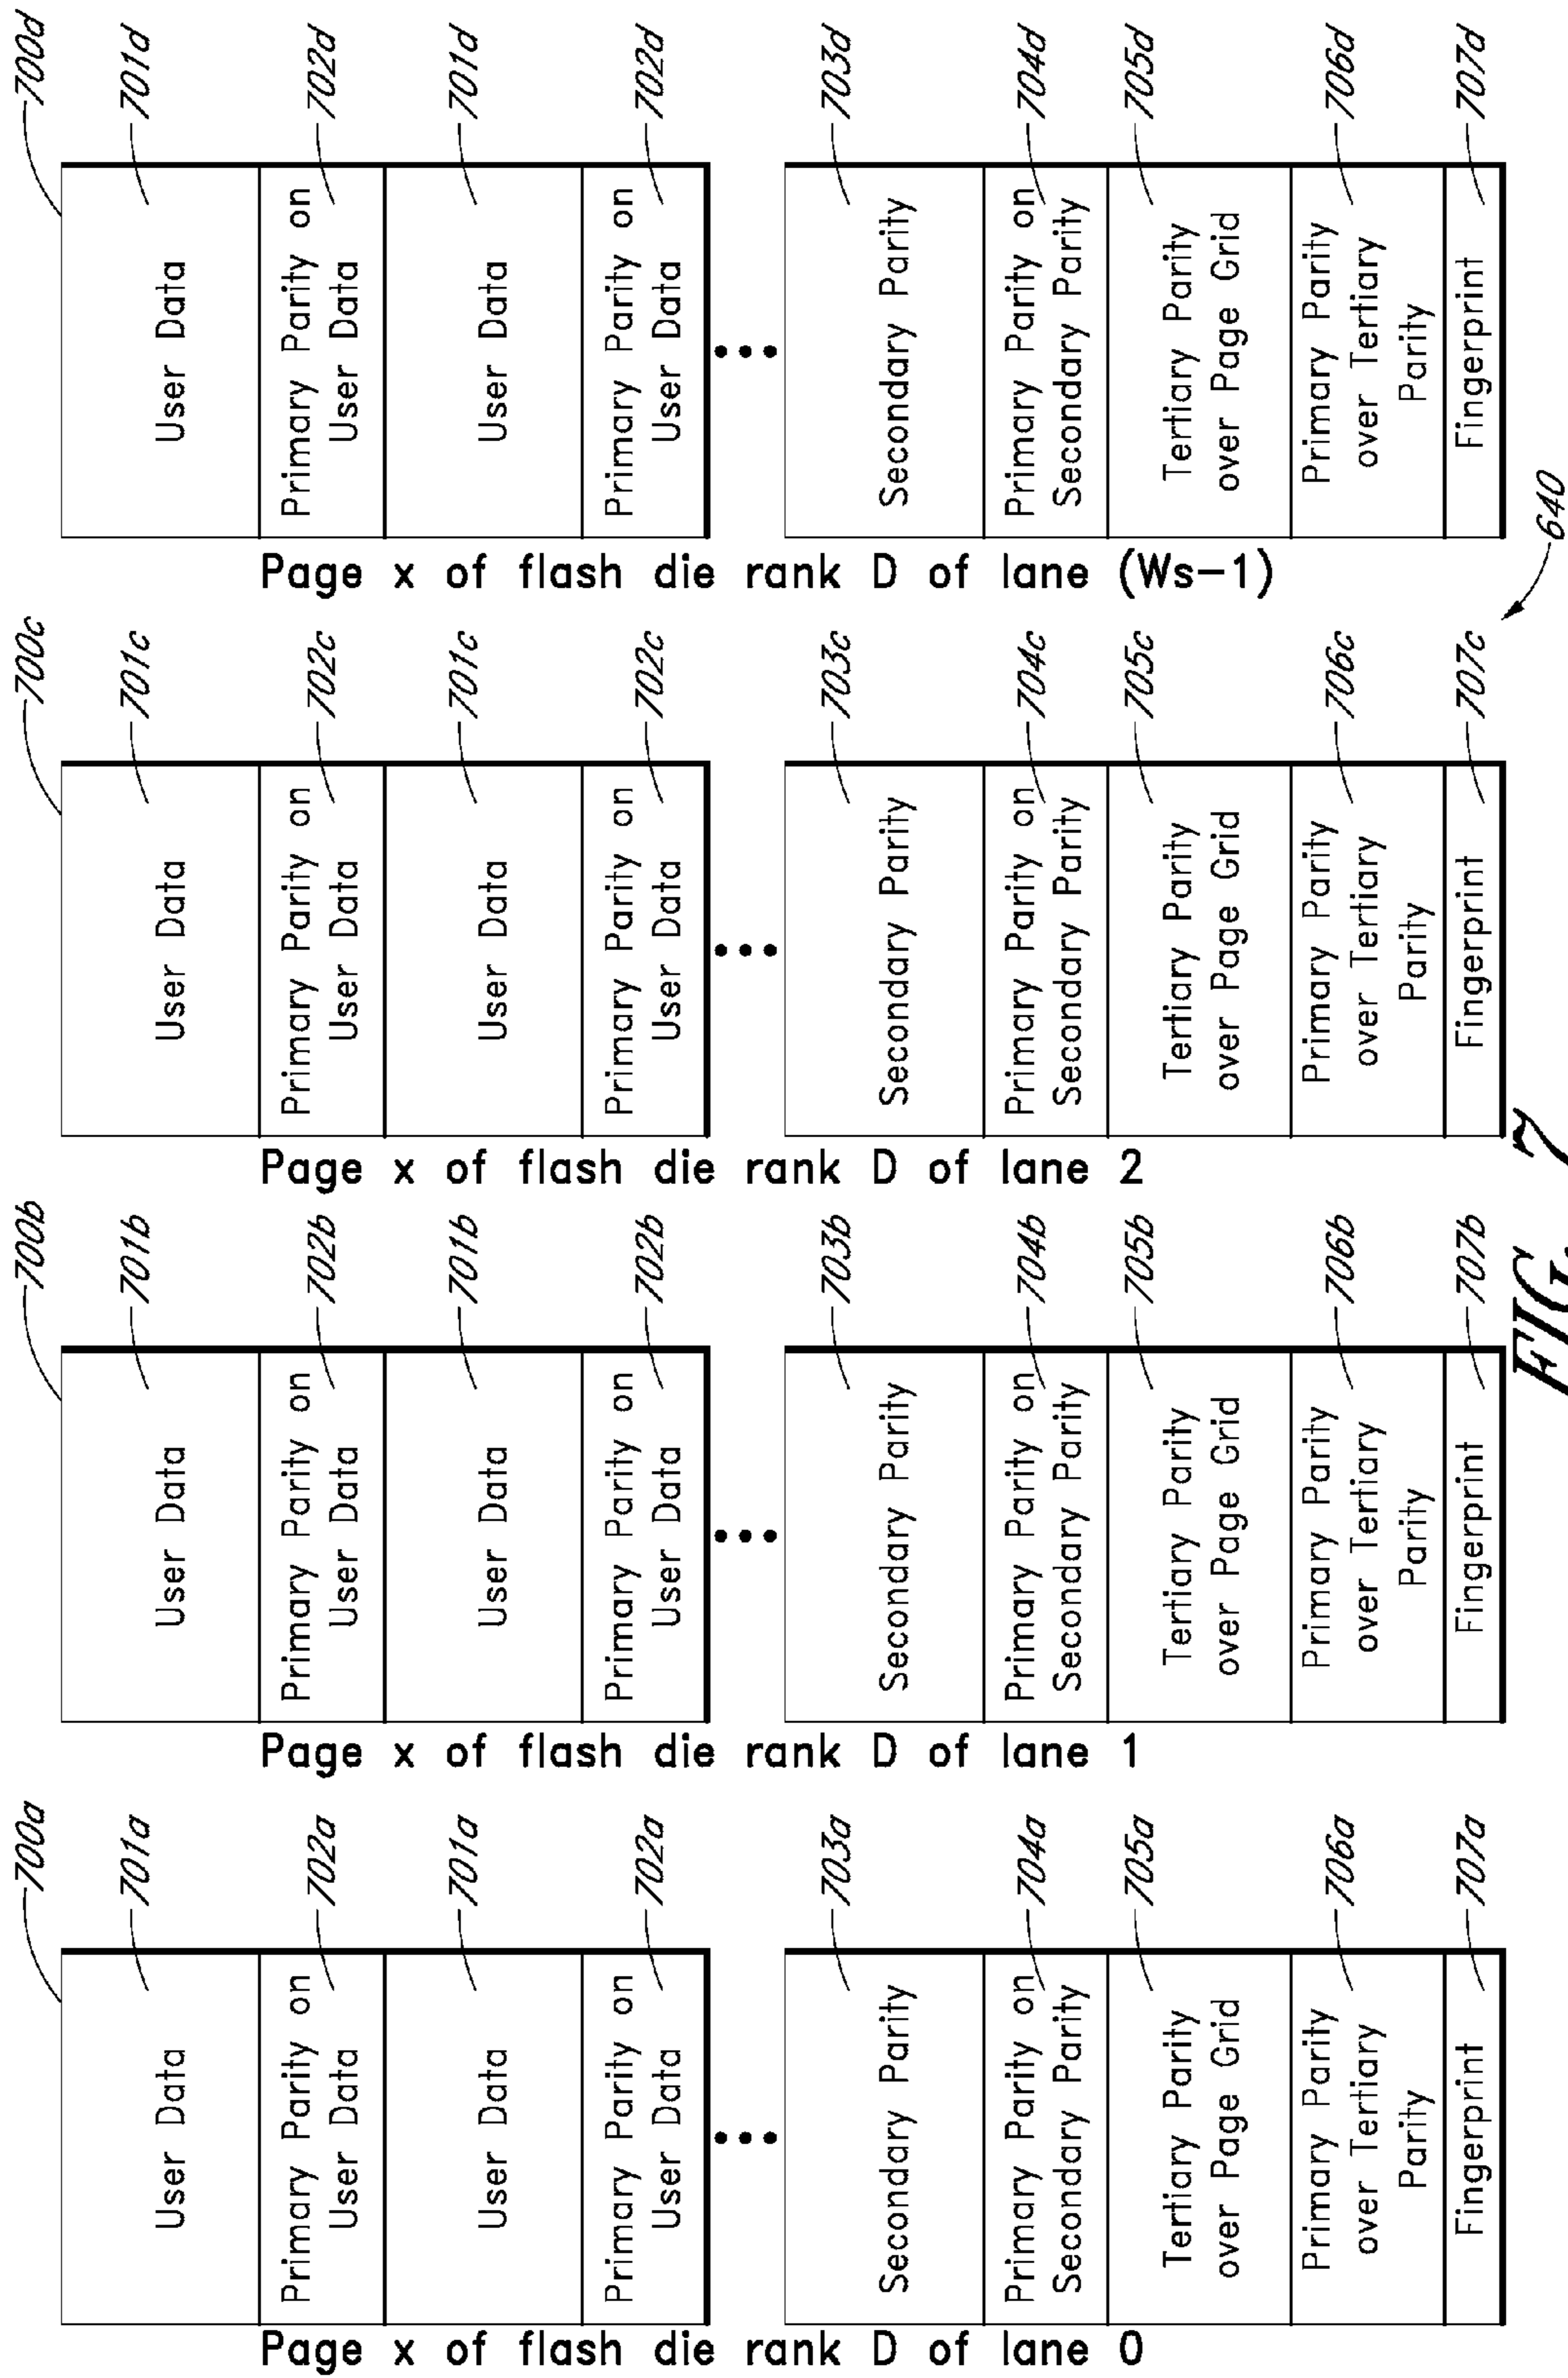 700a
Page x of flash die rank D of lane 0
User Data
701a
Primary Parity on
User Data
702a
User Data
701a
Primary Parity on
User Data
702a
Secondary Parity
703a
Primary Parity on
Secondary Parity
704a
Tertiary Parity
over Page Grid
705a
Primary Parity
over Tertiary
Parity
706a
Fingerprint
707a
700b
Page x of flash die rank D of lane 1
User Data
701b
Primary Parity on
User Data
702b
User Data
701b
Primary Parity on
User Data
702b
Secondary Parity
703b
Primary Parity on
Secondary Parity
704b
Tertiary Parity
over Page Grid
705b
Primary Parity
over Tertiary
Parity
706b
Fingerprint
707b
700c
Page x of flash die rank D of lane 2
User Data
701c
Primary Parity on
User Data
702c
User Data
701c
Primary Parity on
User Data
702c
Secondary Parity
703c
Primary Parity on
Secondary Parity
704c
Tertiary Parity
over Page Grid
705c
Primary Parity
over Tertiary
Parity
706c
Fingerprint
707c
700d
Page x of flash die rank D of lane (Ws-1)
User Data
701d
Primary Parity on
User Data
702d
User Data
701d
Primary Parity on
User Data
702d
Secondary Parity
703d
Primary Parity on
Secondary Parity
704d
Tertiary Parity
over Page Grid
705d
Primary Parity
over Tertiary
Parity
706d
Fingerprint
707d
640
FIG. 7